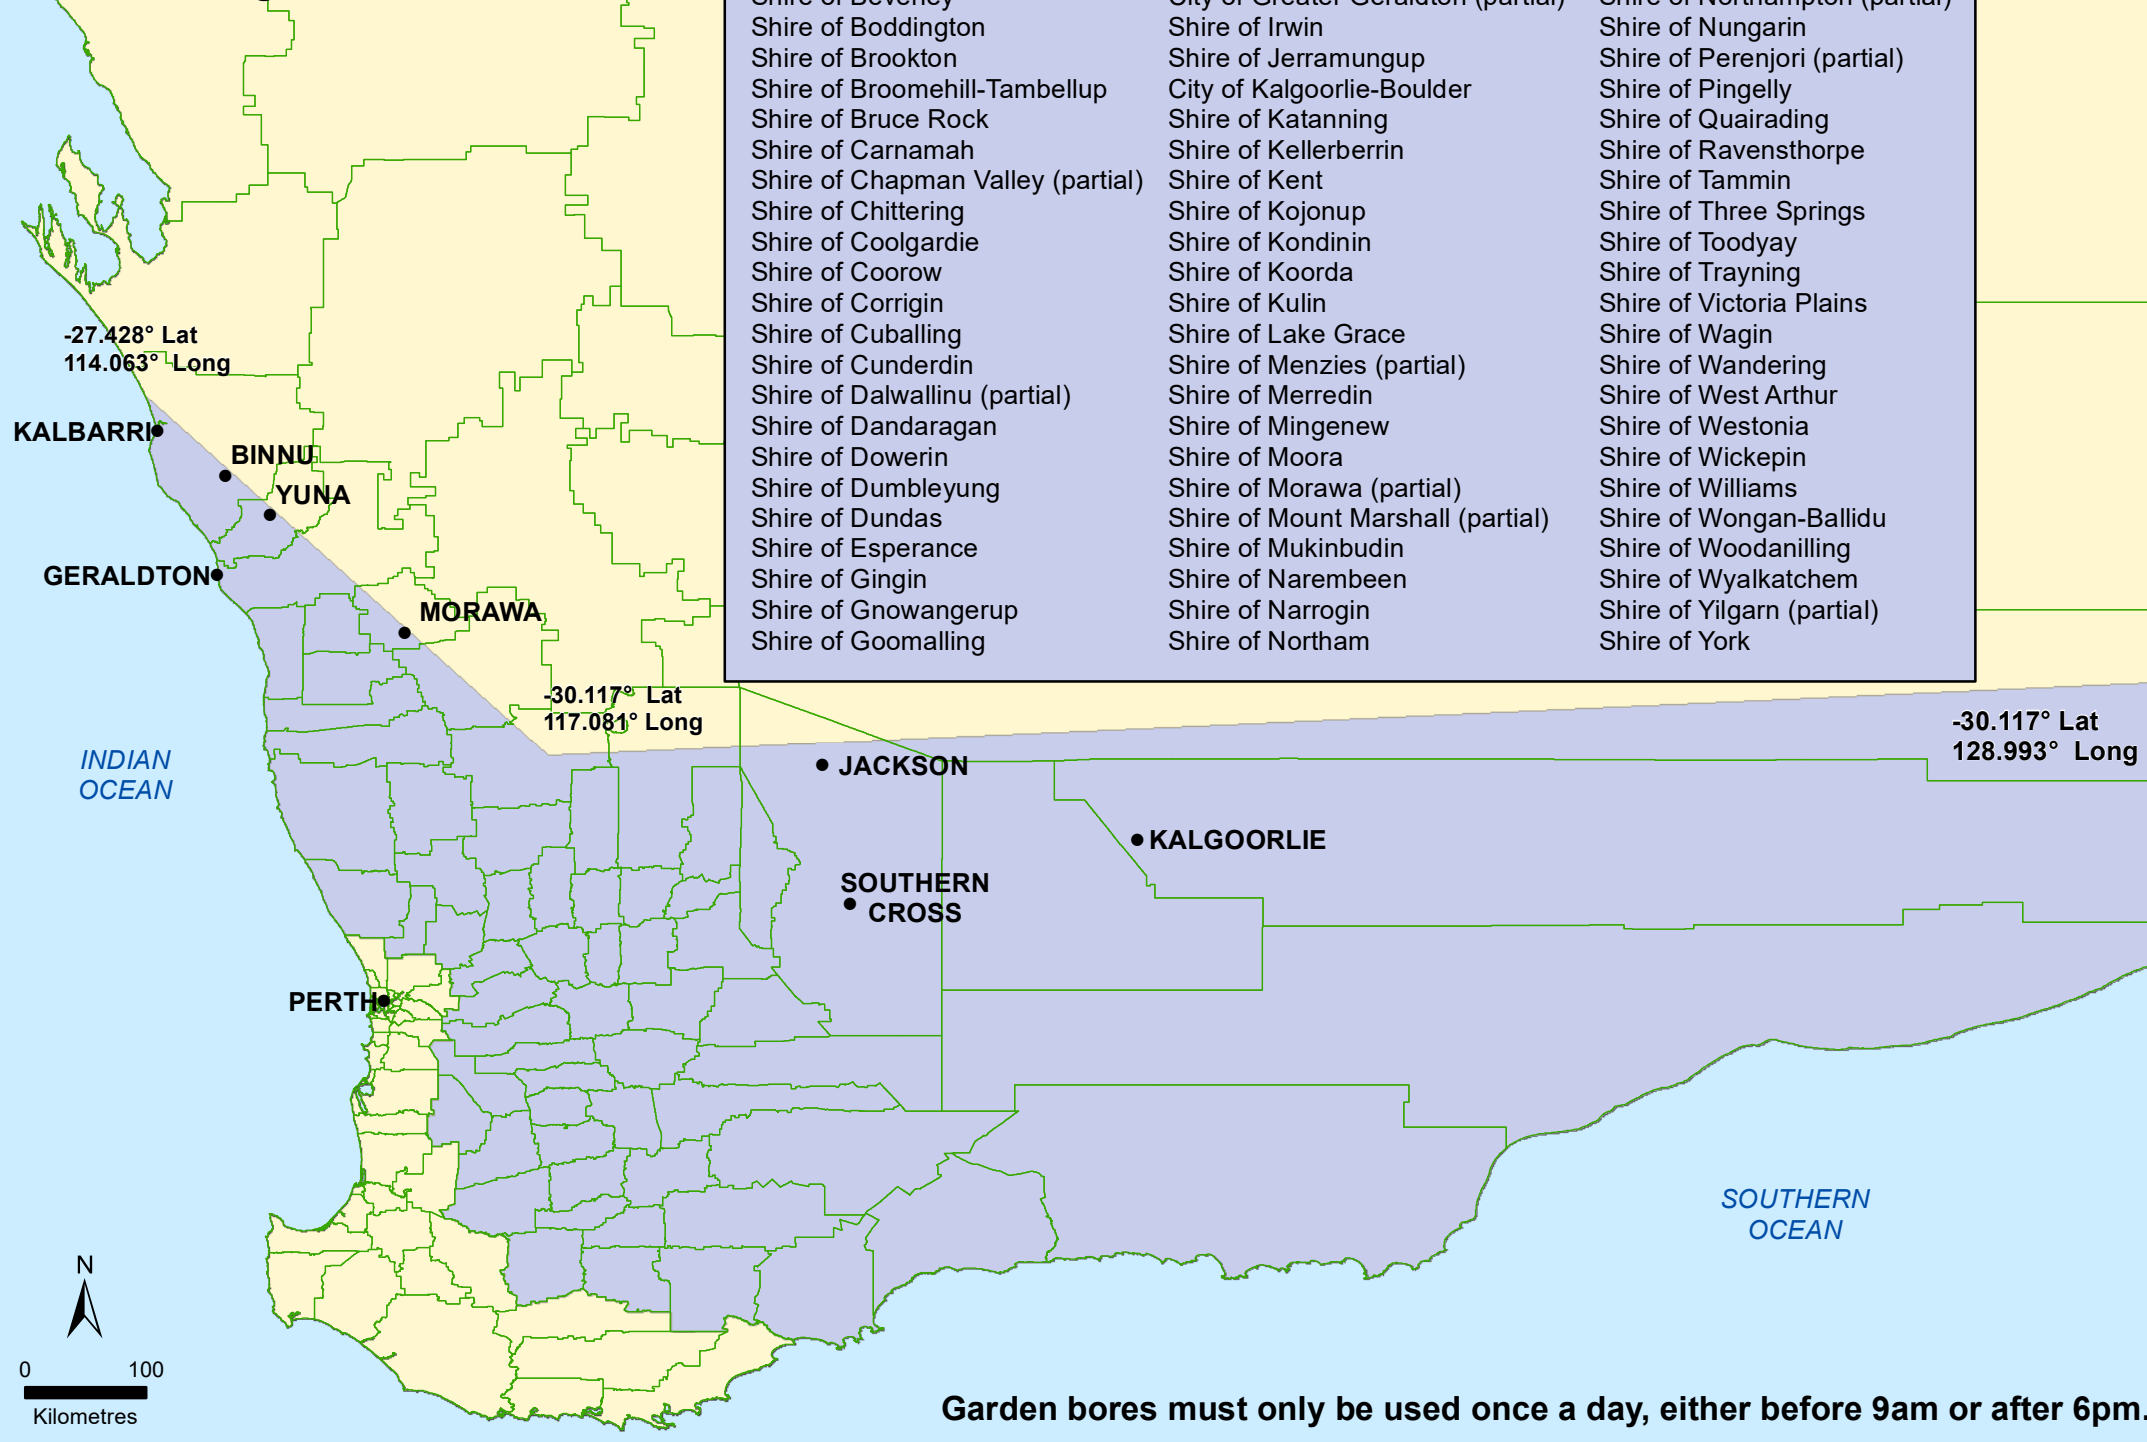 Shire of Beverley
Shire of Boddington
Shire of Brookton
Shire of Broomehill-Tambellup
Shire of Bruce Rock
Shire of Carnamah
Shire of Chapman Valley (partial)
Shire of Chittering
Shire of Coolgardie
Shire of Coorow
Shire of Corrigin
Shire of Cuballing
Shire of Cunderdin
Shire of Dalwallinu (partial)
Shire of Dandaragan
Shire of Dowerin
Shire of Dumbleyung
Shire of Dundas
Shire of Esperance
Shire of Gingin
Shire of Gnowangerup
Shire of Goomalling
City of Greater Geraldton (partial)
Shire of Irwin
Shire of Jerramungup
City of Kalgoorlie-Boulder
Shire of Katanning
Shire of Kellerberrin
Shire of Kent
Shire of Kojonup
Shire of Kondinin
Shire of Koorda
Shire of Kulin
Shire of Lake Grace
Shire of Menzies (partial)
Shire of Merredin
Shire of Mingenew
Shire of Moora
Shire of Morawa (partial)
Shire of Mount Marshall (partial)
Shire of Mukinbudin
Shire of Narembeen
Shire of Narrogin
Shire of Northam
Shire of Northampton (partial)
Shire of Nungarin
Shire of Perenjori (partial)
Shire of Pingelly
Shire of Quairading
Shire of Ravensthorpe
Shire of Tammin
Shire of Three Springs
Shire of Toodyay
Shire of Trayning
Shire of Victoria Plains
Shire of Wagin
Shire of Wandering
Shire of West Arthur
Shire of Westonia
Shire of Wickepin
Shire of Williams
Shire of Wongan-Ballidu
Shire of Woodanilling
Shire of Wyalkatchem
Shire of Yilgarn (partial)
Shire of York
-27.428° Lat
114.063° Long
KALBARRI
BINNU
YUNA
GERALDTON
MORAWA
-30.117° Lat
117.081° Long
-30.117° Lat
128.993° Long
INDIAN
OCEAN
JACKSON
KALGOORLIE
SOUTHERN
CROSS
PERTH
SOUTHERN
OCEAN
N
0 100
Kilometres
Garden bores must only be used once a day, either before 9am or after 6pm.